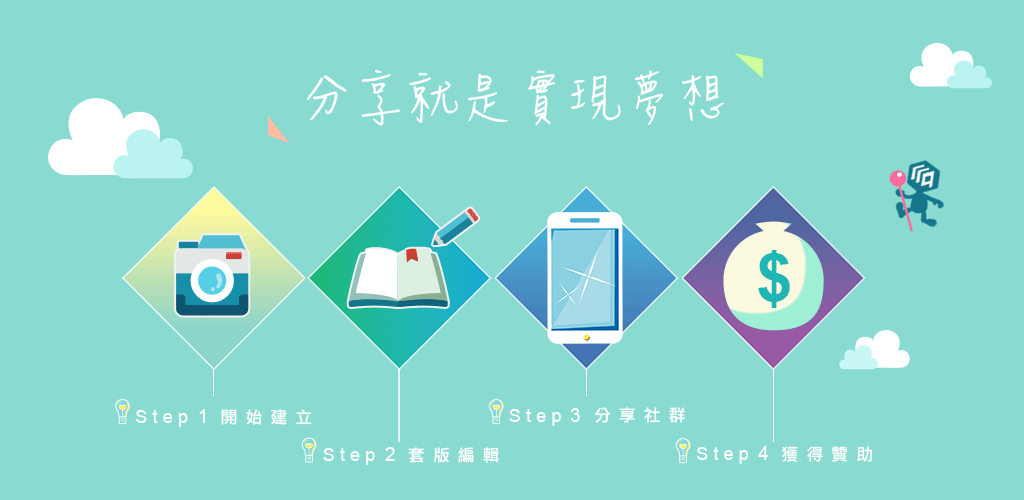 分享就是實現夢想
$
Step 1 開始建立
Step 2 套版編輯
Step 3 分享社群
Step 4 獲得贊助